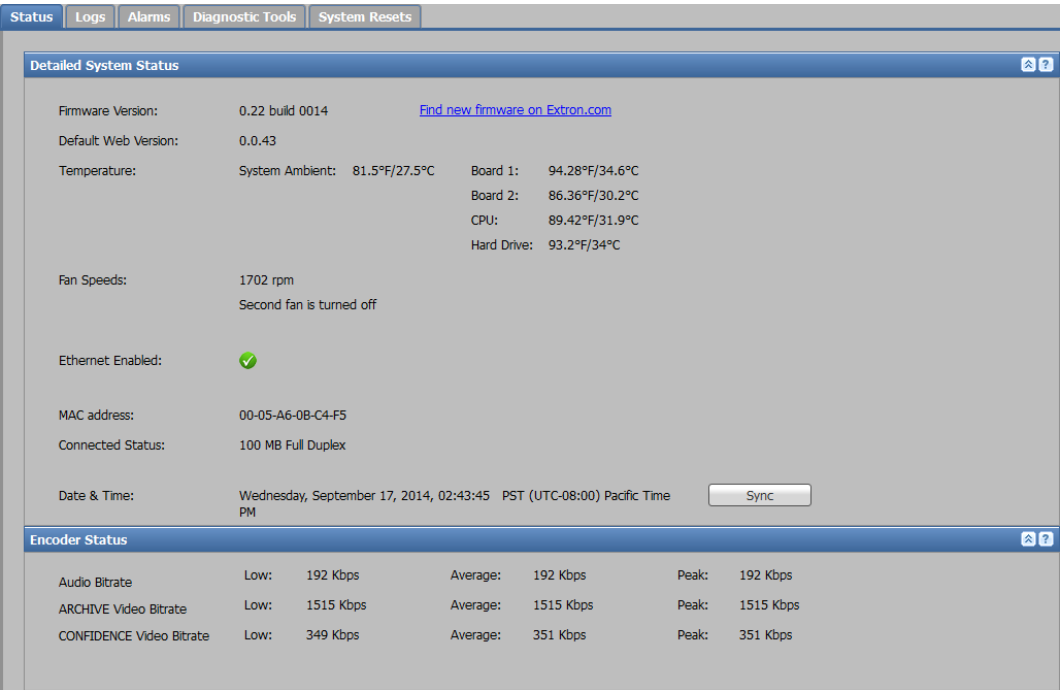 Status Logs Alarms Diagnostic Tools System Resets
Detailed System Status ?
Firmware Version: 0.22 build 0014 Find new firmware on Extron.com
Default Web Version: 0.0.43
Temperature: System Ambient: 81.5°F/27.5°C Board 1: 94.28°F/34.6°C
Board 2: 86.36°F/30.2°C
CPU: 89.42°F/31.9°C
Hard Drive: 93.2°F/34°C
Fan Speeds: 1702 rpm
Second fan is turned off
Ethernet Enabled:
MAC address: 00-05-A6-0B-C4-F5
Connected Status: 100 MB Full Duplex
Date & Time: Wednesday, September 17, 2014, 02:43:45 PST (UTC-08:00) Pacific Time Sync
PM
Encoder Status ?
Audio Bitrate Low: 192 Kbps Average: 192 Kbps Peak: 192 Kbps
ARCHIVE Video Bitrate Low: 1515 Kbps Average: 1515 Kbps Peak: 1515 Kbps
CONFIDENCE Video Bitrate Low: 349 Kbps Average: 351 Kbps Peak: 351 Kbps